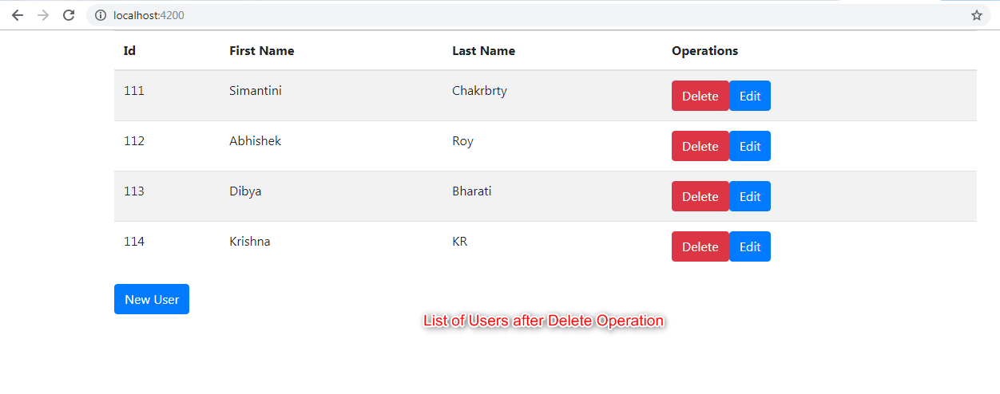 localhost:4200
Id First Name Last Name Operations
111 Simantini Chakrbrty Delete Edit
112 Abhishek Roy Delete Edit
113 Dibya Bharati Delete Edit
114 Krishna KR Delete Edit
New User
List of Users after Delete Operation